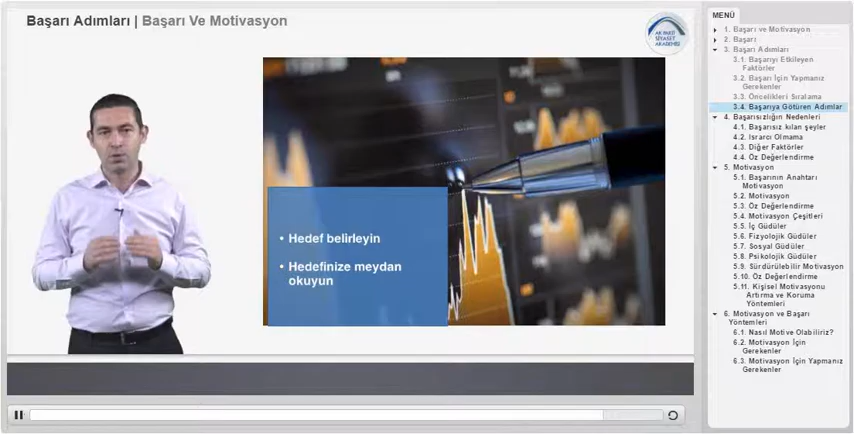 Başarı Adımları | Başarı Ve Motivasyon
AK PARTİ
SİYASET
AKADEMİSİ
• Hedef belirleyin
• Hedefinize meydan
okuyun
MENÜ
1. Başarı ve Motivasyon
2. Başarı
3. Başarı Adımları
3.1. Başarıyı Etkileyen
Faktörler
3.2. Başarı İçin Yapmanız
Gerekenler
3.3. Öncelikleri Sıralama
3.4. Başarıya Götüren Adımlar
4. Başarısızlığın Nedenleri
4.1. Başarısız kılan şeyler
4.2. Israrcı Olmama
4.3. Diğer Faktörler
4.4. Öz Değerlendirme
5. Motivasyon
5.1. Başarının Anahtarı
Motivasyon
5.2. Motivasyon
5.3. Öz Değerlendirme
5.4. Motivasyon Çeşitleri
5.5. İç Güdüler
5.6. Fizyolojik Güdüler
5.7. Sosyal Güdüler
5.8. Psikolojik Güdüler
5.9. Sürdürülebilir Motivasyon
5.10. Öz Değerlendirme
5.11. Kişisel Motivasyonu
Artırma ve Koruma
Yöntemleri
6. Motivasyon ve Başarı
Yöntemleri
6.1. Nasıl Motive Olabiliriz?
6.2. Motivasyon İçin
Gerekenler
6.3. Motivasyon İçin Yapmanız
Gerekenler